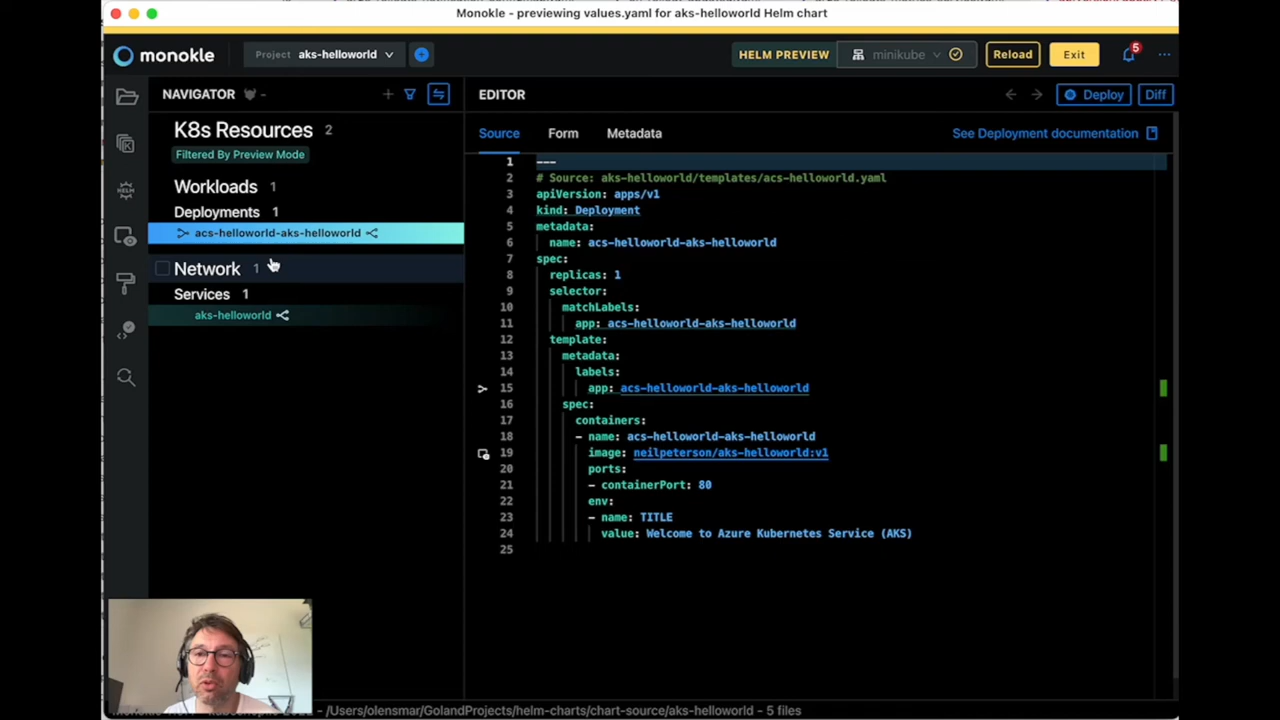 Monokle - previewing values.yaml for aks-helloworld Helm chart
monokle
Project aks-helloworld
HELM PREVIEW
minikube
Reload
Exit
5
NAVIGATOR
-
K8s Resources 2
Filtered By Preview Mode
Workloads 1
Deployments 1
acs-helloworld-aks-helloworld
Network 1
Services 1
aks-helloworld
HELM
EDITOR
Deploy
Diff
Source
Form
Metadata
See Deployment documentation
1 ---
2 # Source: aks-helloworld/templates/acs-helloworld.yaml
3 apiVersion: apps/v1
4 kind: Deployment
5 metadata:
6 name: acs-helloworld-aks-helloworld
7 spec:
8 replicas: 1
9 selector:
10 matchLabels:
11 app: acs-helloworld-aks-helloworld
12 template:
13 metadata:
14 labels:
15 app: acs-helloworld-aks-helloworld
16 spec:
17 containers:
18 - name: acs-helloworld-aks-helloworld
19 image: neilpeterson/aks-helloworld:v1
20 ports:
21 - containerPort: 80
22 env:
23 - name: TITLE
24 value: Welcome to Azure Kubernetes Service (AKS)
25
/Users/olensmar/GolandProjects/helm-charts/chart-source/aks-helloworld - 5 files